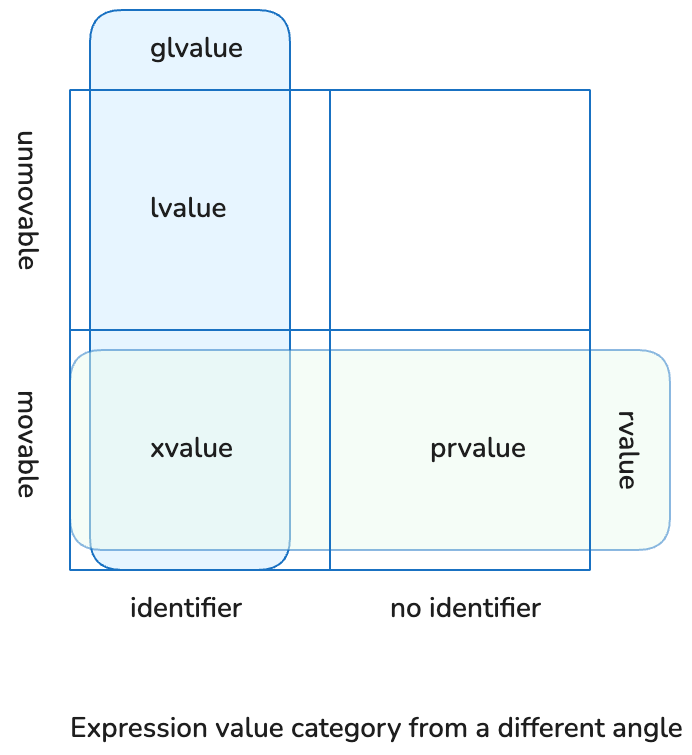 glvalue
unmovable
lvalue
movable
xvalue
prvalue
rvalue
identifier
no identifier
Expression value category from a different angle